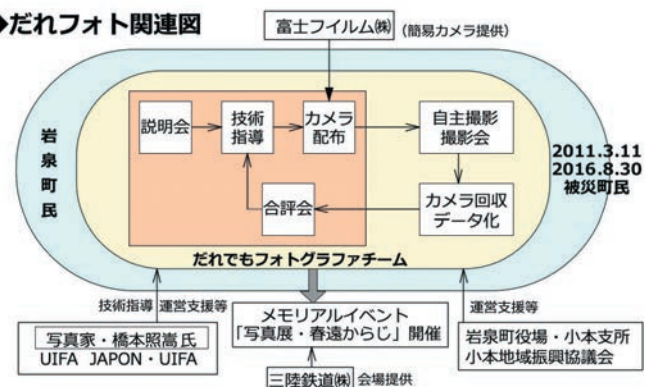 ◆だれフォト関連図
富士フイルム㈱
(簡易カメラ提供)
岩泉町民
説明会
技術
指導
カメラ
配布
自主撮影
撮影会
2011.3.11
2016.8.30
被災町民
合評会
カメラ回収
データ化
だれでもフォトグラファチーム
技術指導
運営支援等
運営支援等
写真家・橋本照嵩氏
UIFA JAPON・UIFA
メモリアルイベント
「写真展・春遠からじ」開催
岩泉町役場・小本支所
小本地域振興協議会
三陸鉄道㈱
会場提供